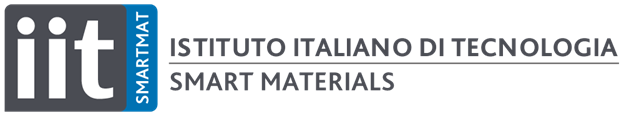 iit
SMARTMAT
ISTITUTO ITALIANO DI TECNOLOGIA
SMART MATERIALS